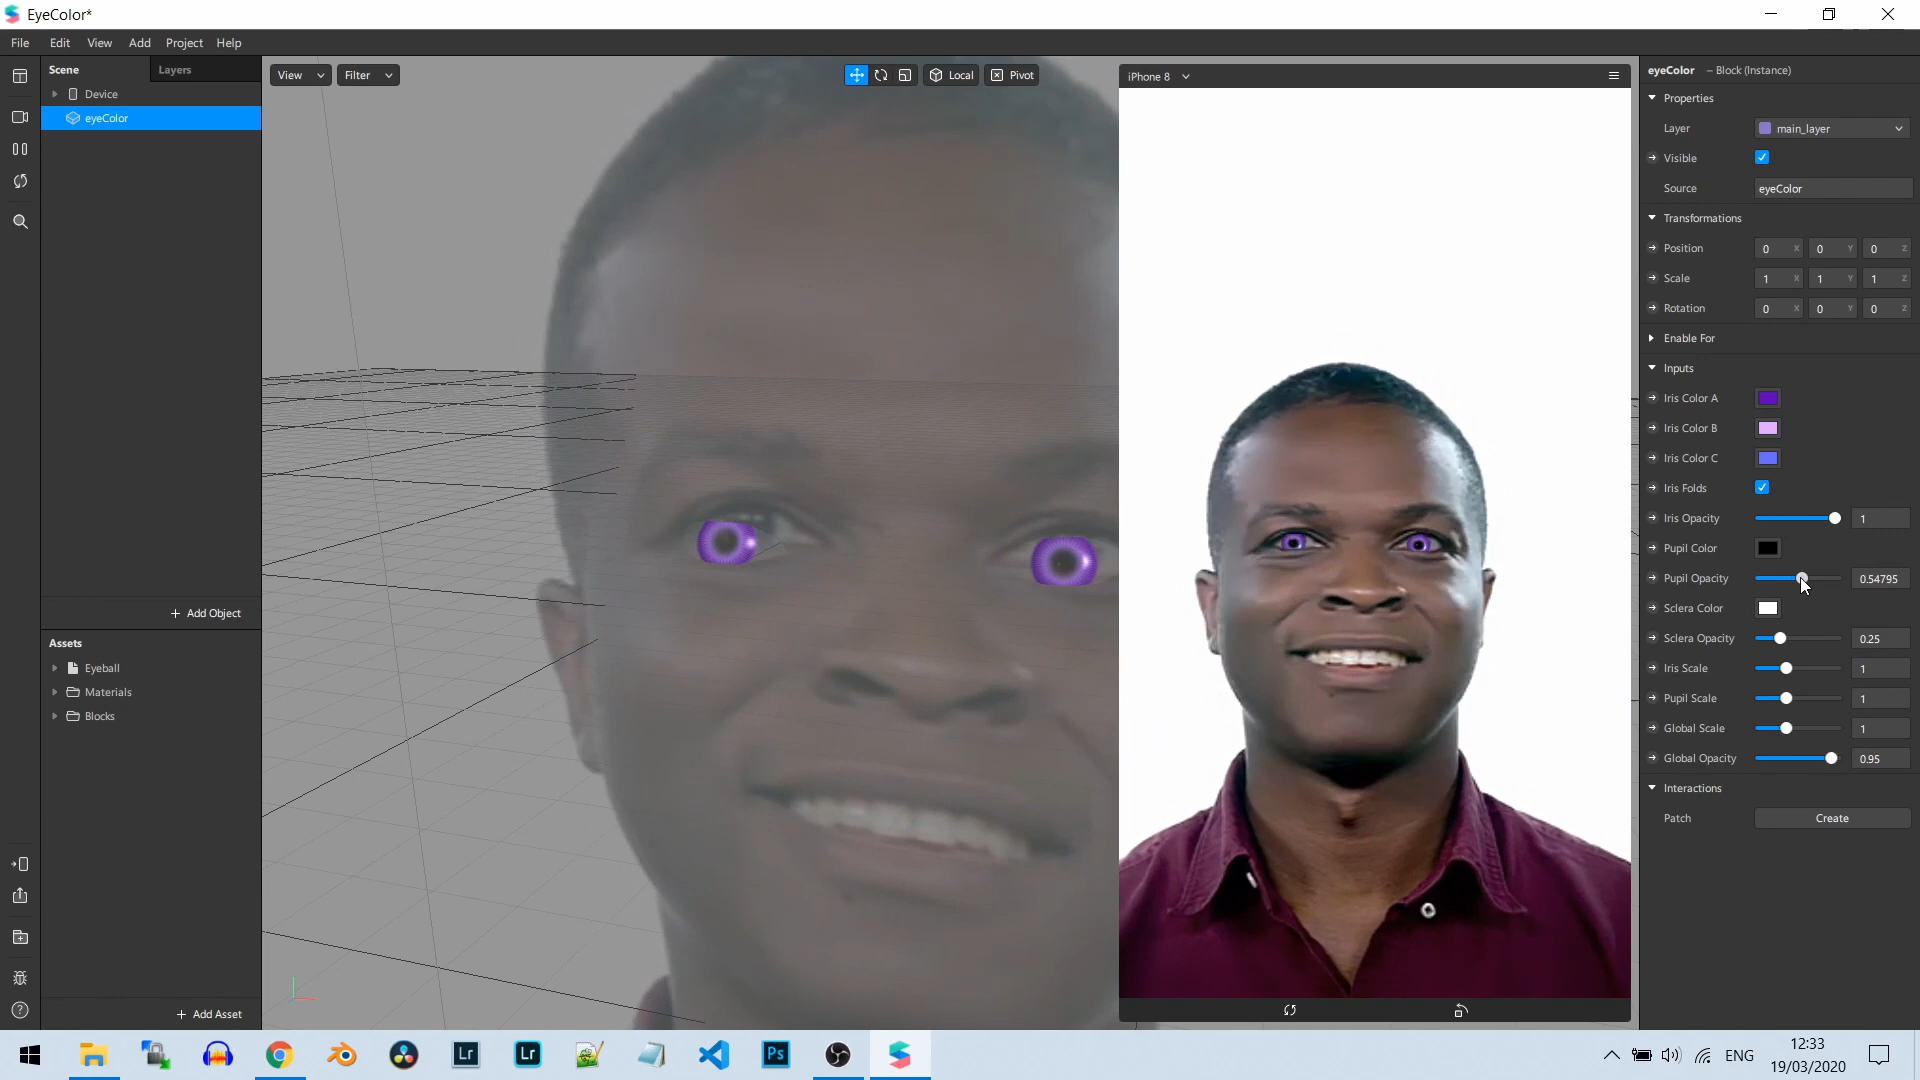 EyeColor*
File Edit View Add Project Help
Scene Layers
Device
eyeColor
Add Object
Assets
Eyeball
Materials
Blocks
Add Asset
View Filter Local Pivot
iPhone 8
eyeColor – Block (Instance)
Properties
Layer main_layer
Visible
Source eyeColor
Transformations
Position 0 X 0 Y 0 Z
Scale 1 X 1 Y 1 Z
Rotation 0 X 0 Y 0 Z
Enable For
Inputs
Iris Color A
Iris Color B
Iris Color C
Iris Folds
Iris Opacity 1
Pupil Color
Pupil Opacity 0.54795
Sclera Color
Sclera Opacity 0.25
Iris Scale 1
Pupil Scale 1
Global Scale 1
Global Opacity 0.95
Interactions
Patch Create
Lr Lr Ps ENG
12:33
19/03/2020